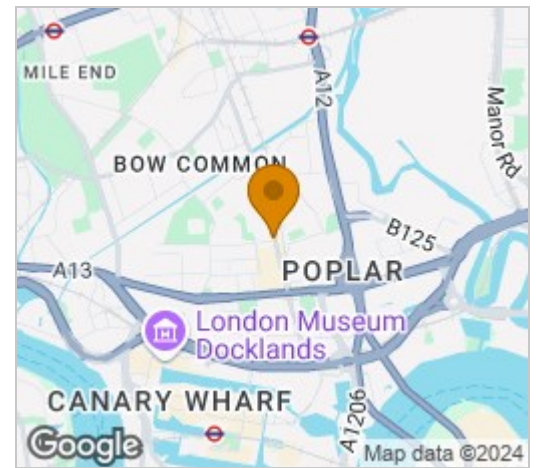 MILE END
A12
Manor Rd
BOW COMMON
B125
A13
POPLAR
London Museum
Docklands
CANARY WHARF
A1206
Google
Map data ©2024